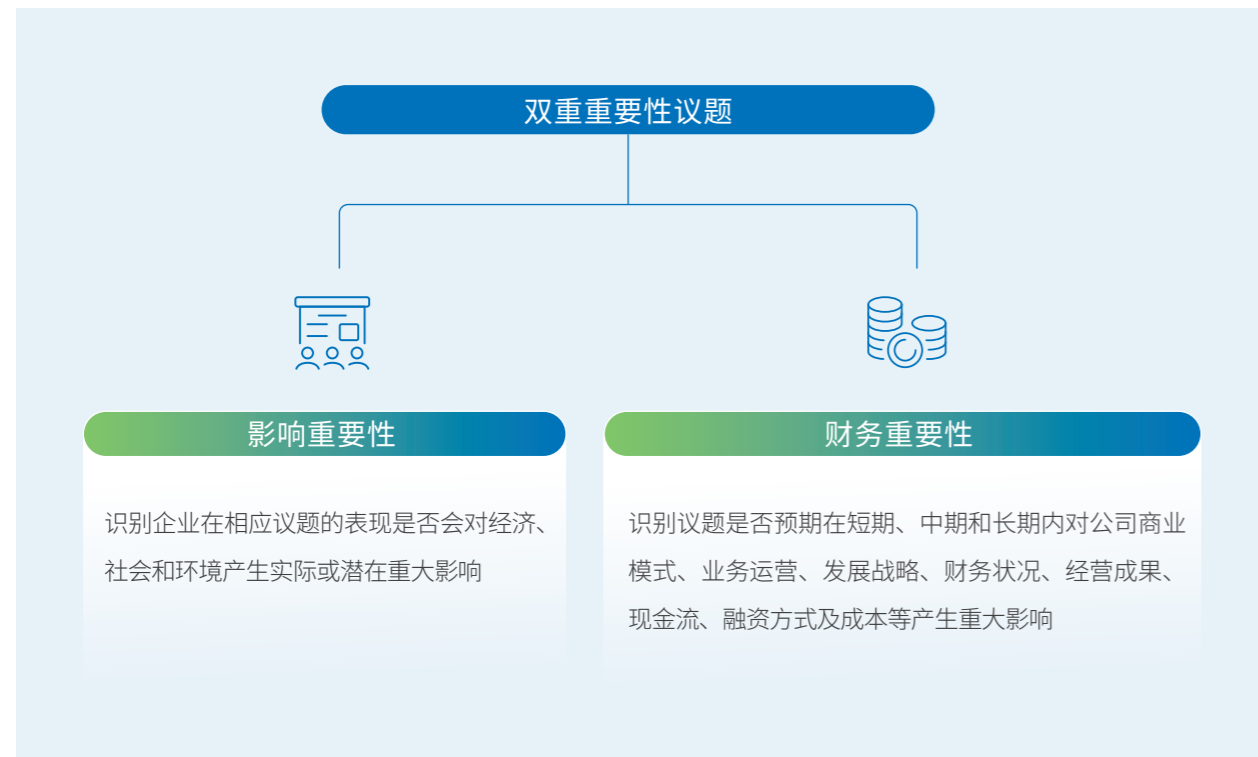 双重重要性议题
影响重要性
识别企业在相应议题的表现是否会对经济、
社会和环境产生实际或潜在重大影响
财务重要性
识别议题是否预期在短期、中期和长期内对公司商业
模式、业务运营、发展战略、财务状况、经营成果、
现金流、融资方式及成本等产生重大影响